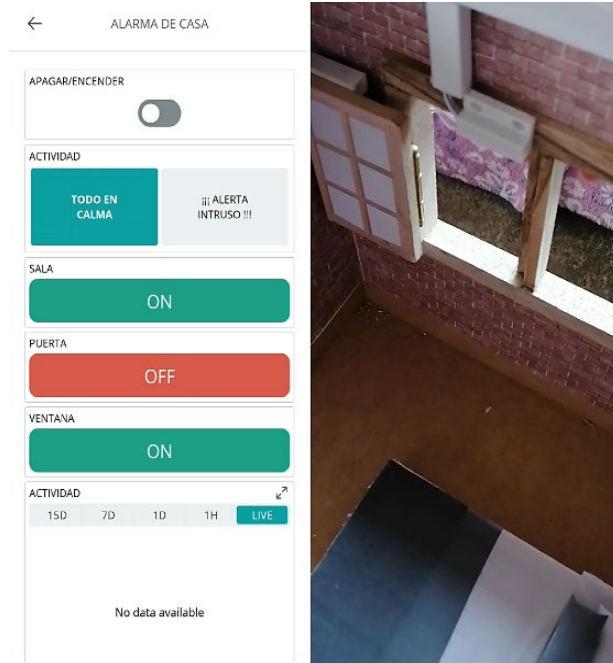 ALARMA DE CASA
APAGAR/ENCENDER
ACTIVIDAD
TODO EN
CALMA
¡¡¡ ALERTA
INTRUSO !!!
SALA
ON
PUERTA
OFF
VENTANA
ON
ACTIVIDAD
15D 7D 1D 1H LIVE
No data available